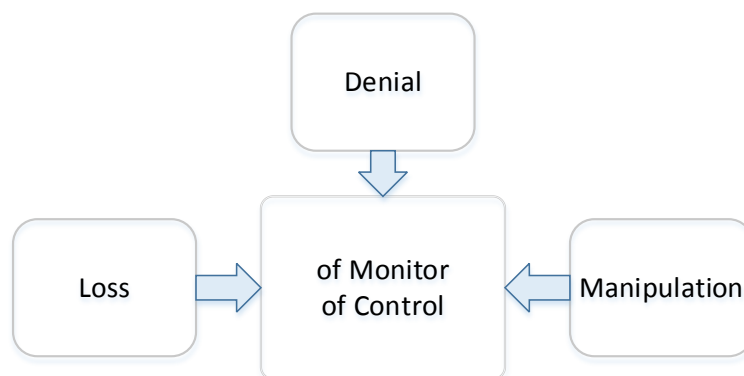 Denial
Loss
of Monitor
of Control
Manipulation